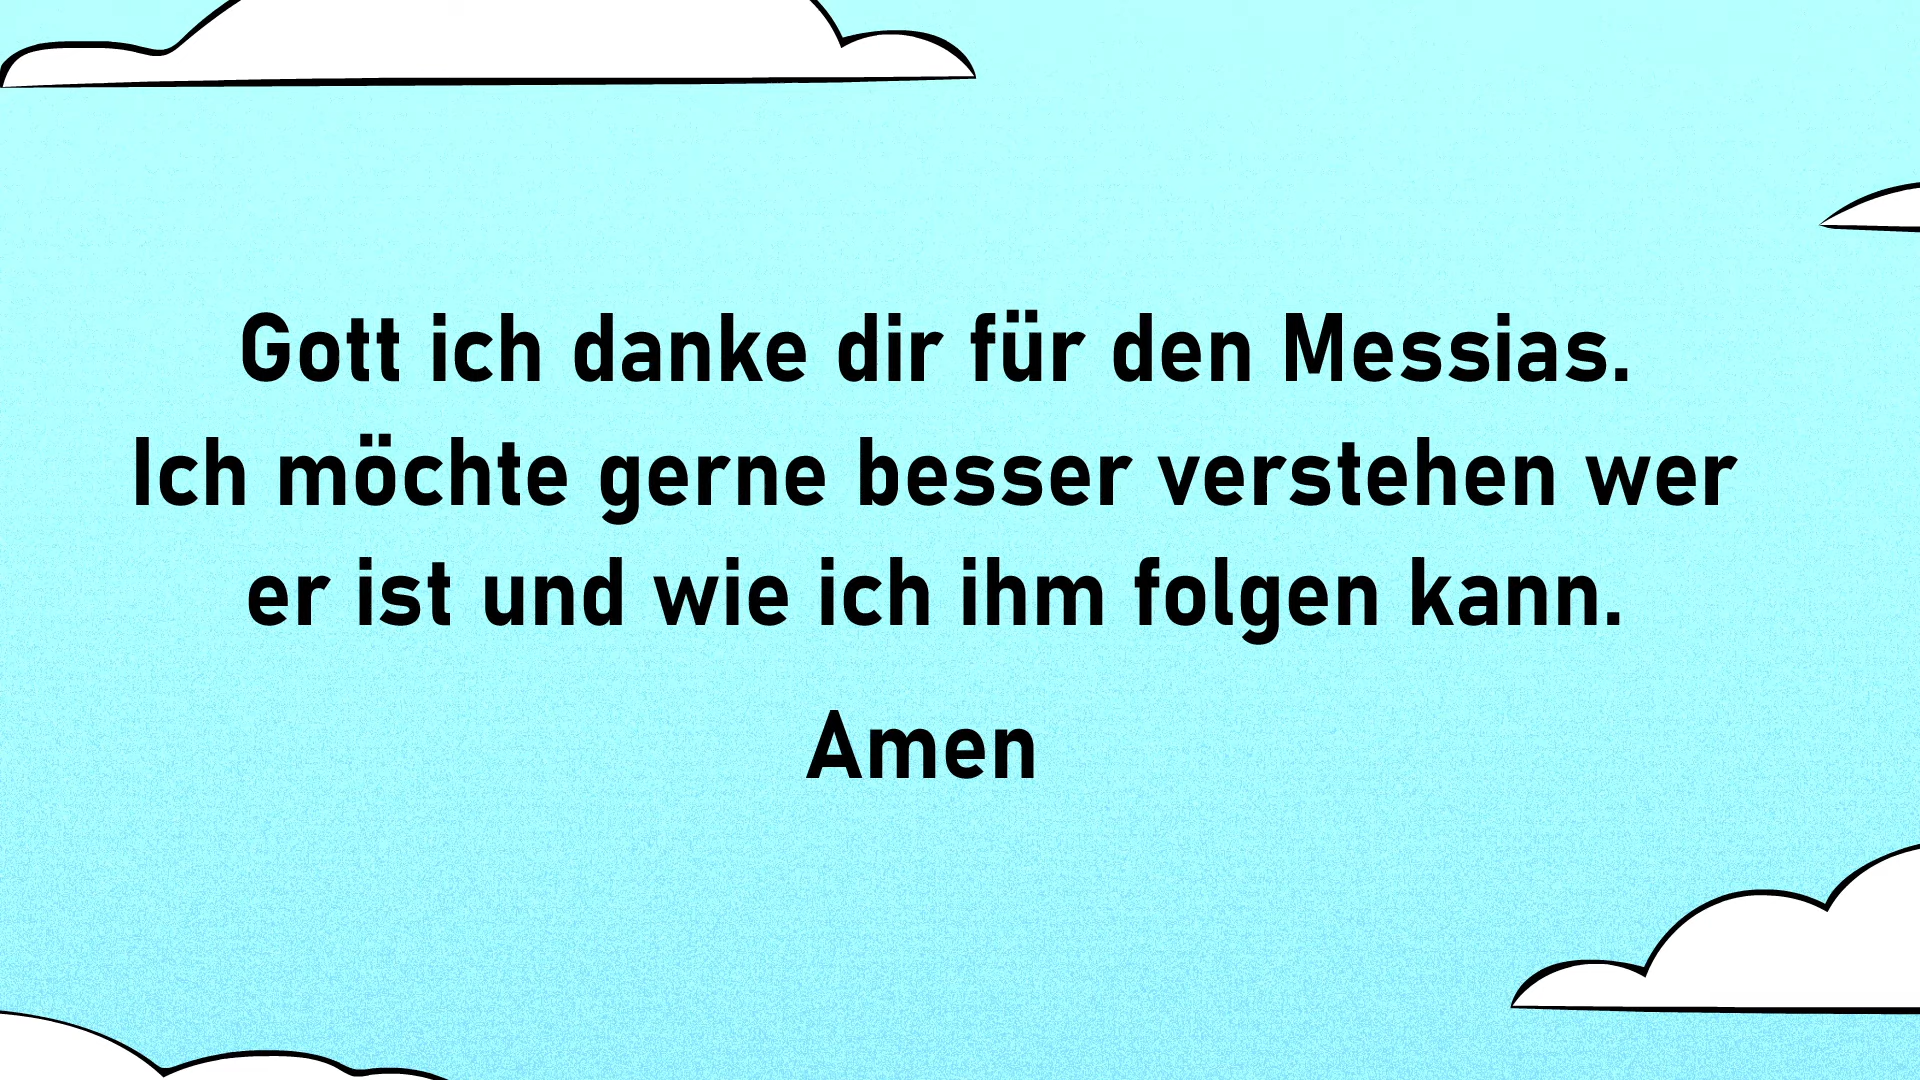 Gott ich danke dir für den Messias.
Ich möchte gerne besser verstehen wer
er ist und wie ich ihm folgen kann.
Amen